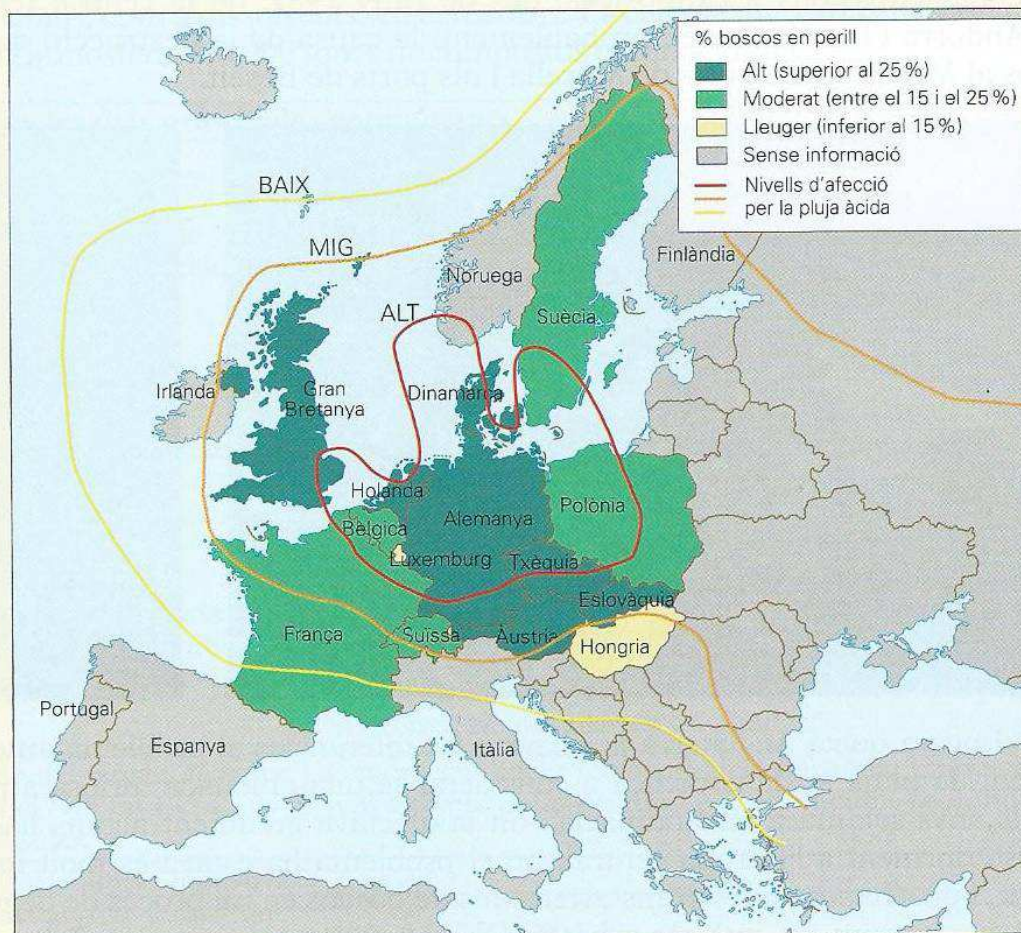 % boscos en perill
Alt (superior al 25 %)
Moderat (entre el 15 i el 25 %)
Lleuger (inferior al 15 %)
Sense informació
Nivells d'afecció
per la pluja àcida
BAIX
MIG
ALT
Noruega
Finlàndia
Suècia
Irlanda
Gran
Bretanya
Dinamarca
Holanda
Bèlgica
Alemanya
Polònia
Luxemburg
Txèquia
Eslovàquia
França
Suïssa
Àustria
Hongria
Portugal
Espanya
Itàlia